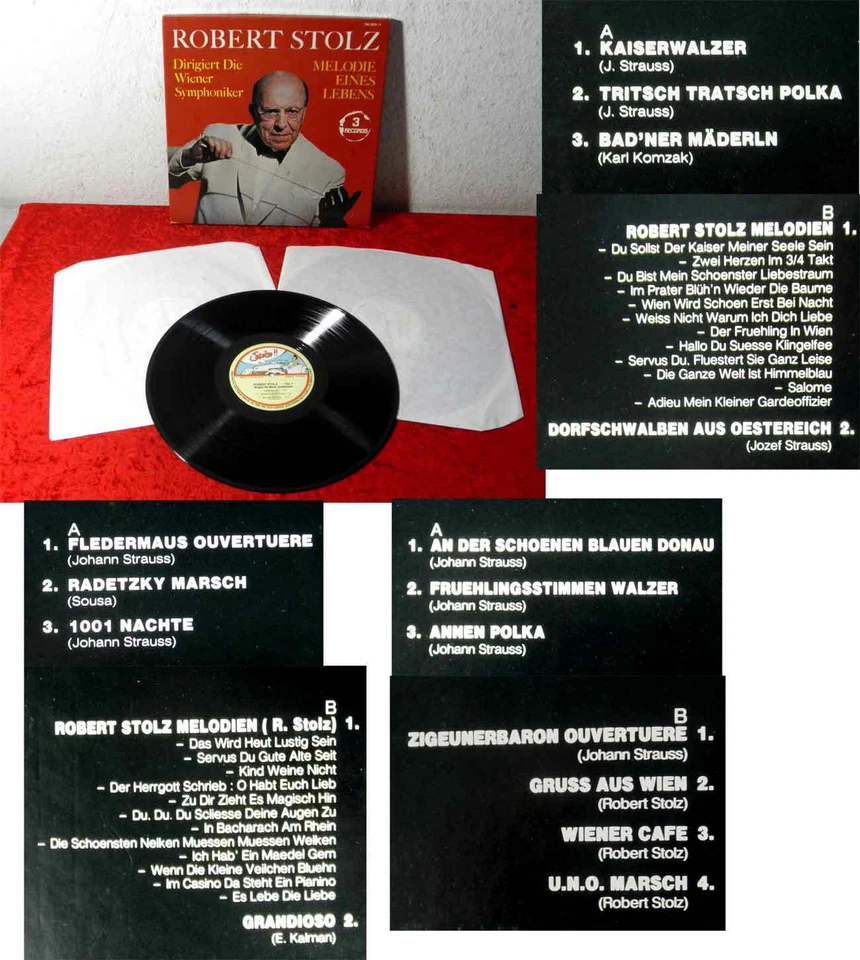 ROBERT STOLZ
Dirigiert Die
Wiener
Symphoniker
MELODIE
EINES
LEBENS
3
RECORDS
ROBERT STOLZ
A
1. KAISERWALZER
(J. Strauss)
2. TRITSCH TRATSCH POLKA
(J. Strauss)
3. BAD'NER MÄDERLN
(Karl Komzak)
B
ROBERT STOLZ MELODIEN 1.
– Du Sollst Der Kaiser Meiner Seele Sein
– Zwei Herzen Im 3/4 Takt
– Du Bist Mein Schoenster Liebestraum
– Im Prater Blüh'n Wieder Die Baume
– Wien Wird Schoen Erst Bei Nacht
– Weiss Nicht Warum Ich Dich Liebe
– Der Fruehling In Wien
– Hallo Du Suesse Klingelfee
– Servus Du, Fluestert Sie Ganz Leise
– Die Ganze Welt Ist Himmelblau
– Salome
– Adieu Mein Kleiner Gardeoffizier
DORFSCHWALBEN AUS OESTEREICH 2.
(Jozef Strauss)
A
1. FLEDERMAUS OUVERTUERE
(Johann Strauss)
2. RADETZKY MARSCH
(Sousa)
3. 1001 NACHTE
(Johann Strauss)
A
1. AN DER SCHOENEN BLAUEN DONAU
(Johann Strauss)
2. FRUEHLINGSSTIMMEN WALZER
(Johann Strauss)
3. ANNEN POLKA
(Johann Strauss)
B
ROBERT STOLZ MELODIEN ( R. Stolz) 1.
– Das Wird Heut Lustig Sein
– Servus Du Gute Alte Seit
– Kind Weine Nicht
– Der Herrgott Schrieb : O Habt Euch Lieb
– Zu Dir Zieht Es Magisch Hin
– Du. Du. Du Scliesse Deine Augen Zu
– In Bacharach Am Rhein
– Die Schoensten Nelken Muessen Muessen Welken
– Ich Hab' Ein Maedel Gern
– Wenn Die Kleine Veilchen Bluehn
– Im Casino Da Steht Ein Pianino
– Es Lebe Die Liebe
GRANDIOSO 2.
(E. Kalman)
B
ZIGEUNERBARON OUVERTUERE 1.
(Johann Strauss)
GRUSS AUS WIEN 2.
(Robert Stolz)
WIENER CAFE 3.
(Robert Stolz)
U.N.O. MARSCH 4.
(Robert Stolz)